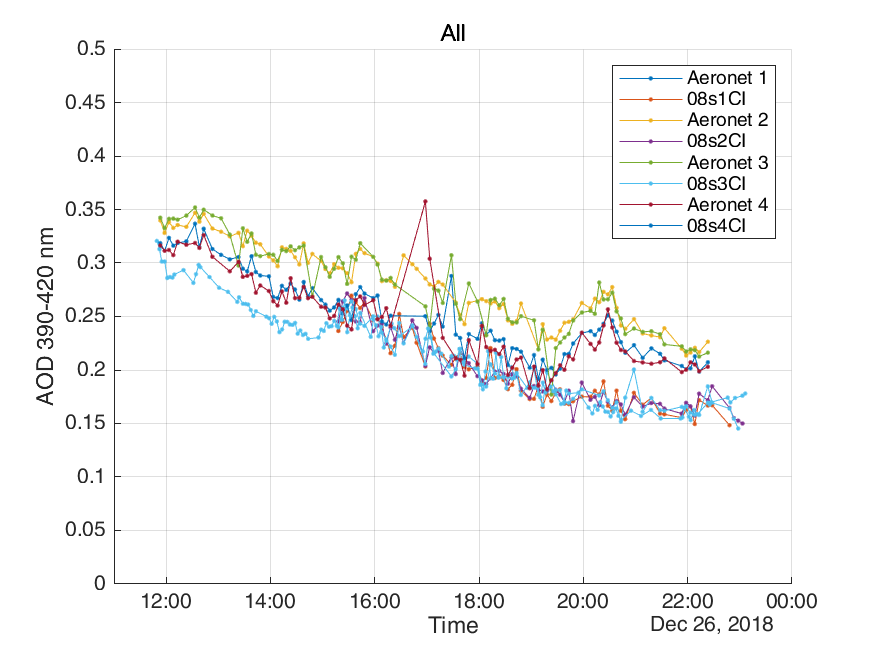 All
0.5
0.45
0.4
0.35
0.3
0.25
0.2
0.15
0.1
0.05
0
AOD 390-420 nm
Aeronet 1
08s1CI
Aeronet 2
08s2CI
Aeronet 3
08s3CI
Aeronet 4
08s4CI
12:00 14:00 16:00 18:00 20:00 22:00 00:00
Time
Dec 26, 2018